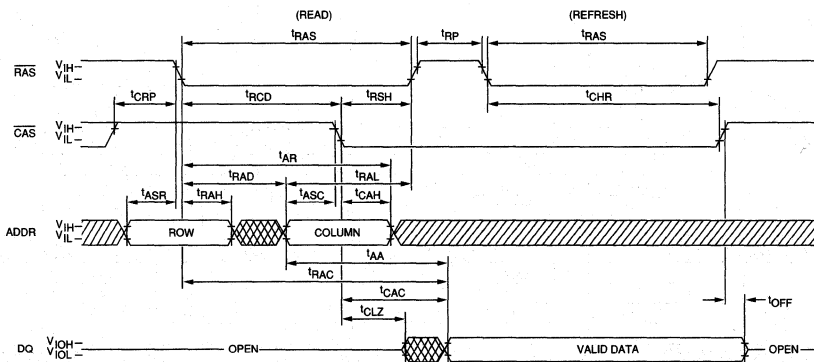 (READ) (REFRESH)
tRAS tRP tRAS
RAS VIH VIL
tCRP tRCD tRSH tCHR
CAS VIH VIL
tAR
tRAD tRAL
tASR tRAH tASC tCAH
ADDR VIH VIL ROW COLUMN
tAA
tRAC
tCAC tOFF
tCLZ
DQ VIOH VIOL OPEN VALID DATA OPEN